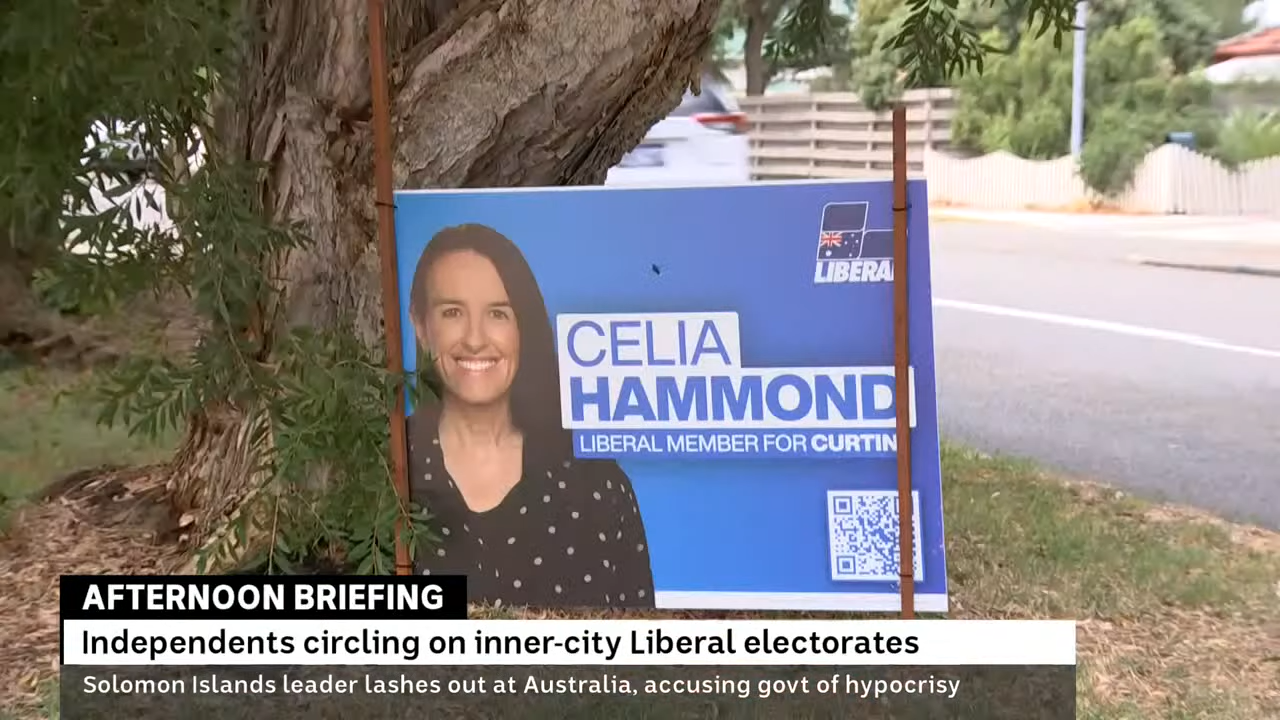 LIBERAL
CELIA
HAMMOND
LIBERAL MEMBER FOR CURTIN
AFTERNOON BRIEFING
Independents circling on inner-city Liberal electorates
Solomon Islands leader lashes out at Australia, accusing govt of hypocrisy